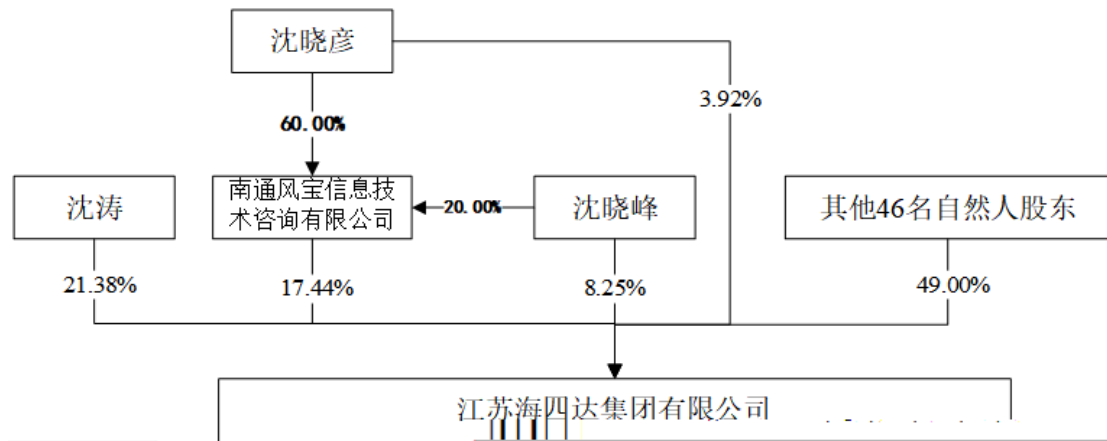 沈晓彦
3.92%
60.00%
沈涛
南通风宝信息技
术咨询有限公司
20.00%
沈晓峰
其他46名自然人股东
21.38%
17.44%
8.25%
49.00%
江苏海四达集团有限公司